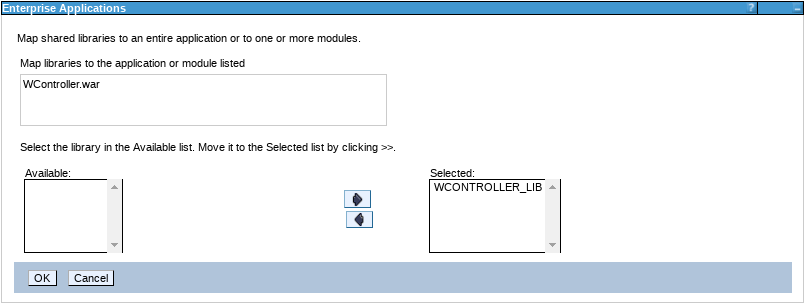 Enterprise Applications ? –
Map shared libraries to an entire application or to one or more modules.
Map libraries to the application or module listed
WController.war
Select the library in the Available list. Move it to the Selected list by clicking >>.
Available: Selected:
WCONTROLLER_LIB
OK Cancel